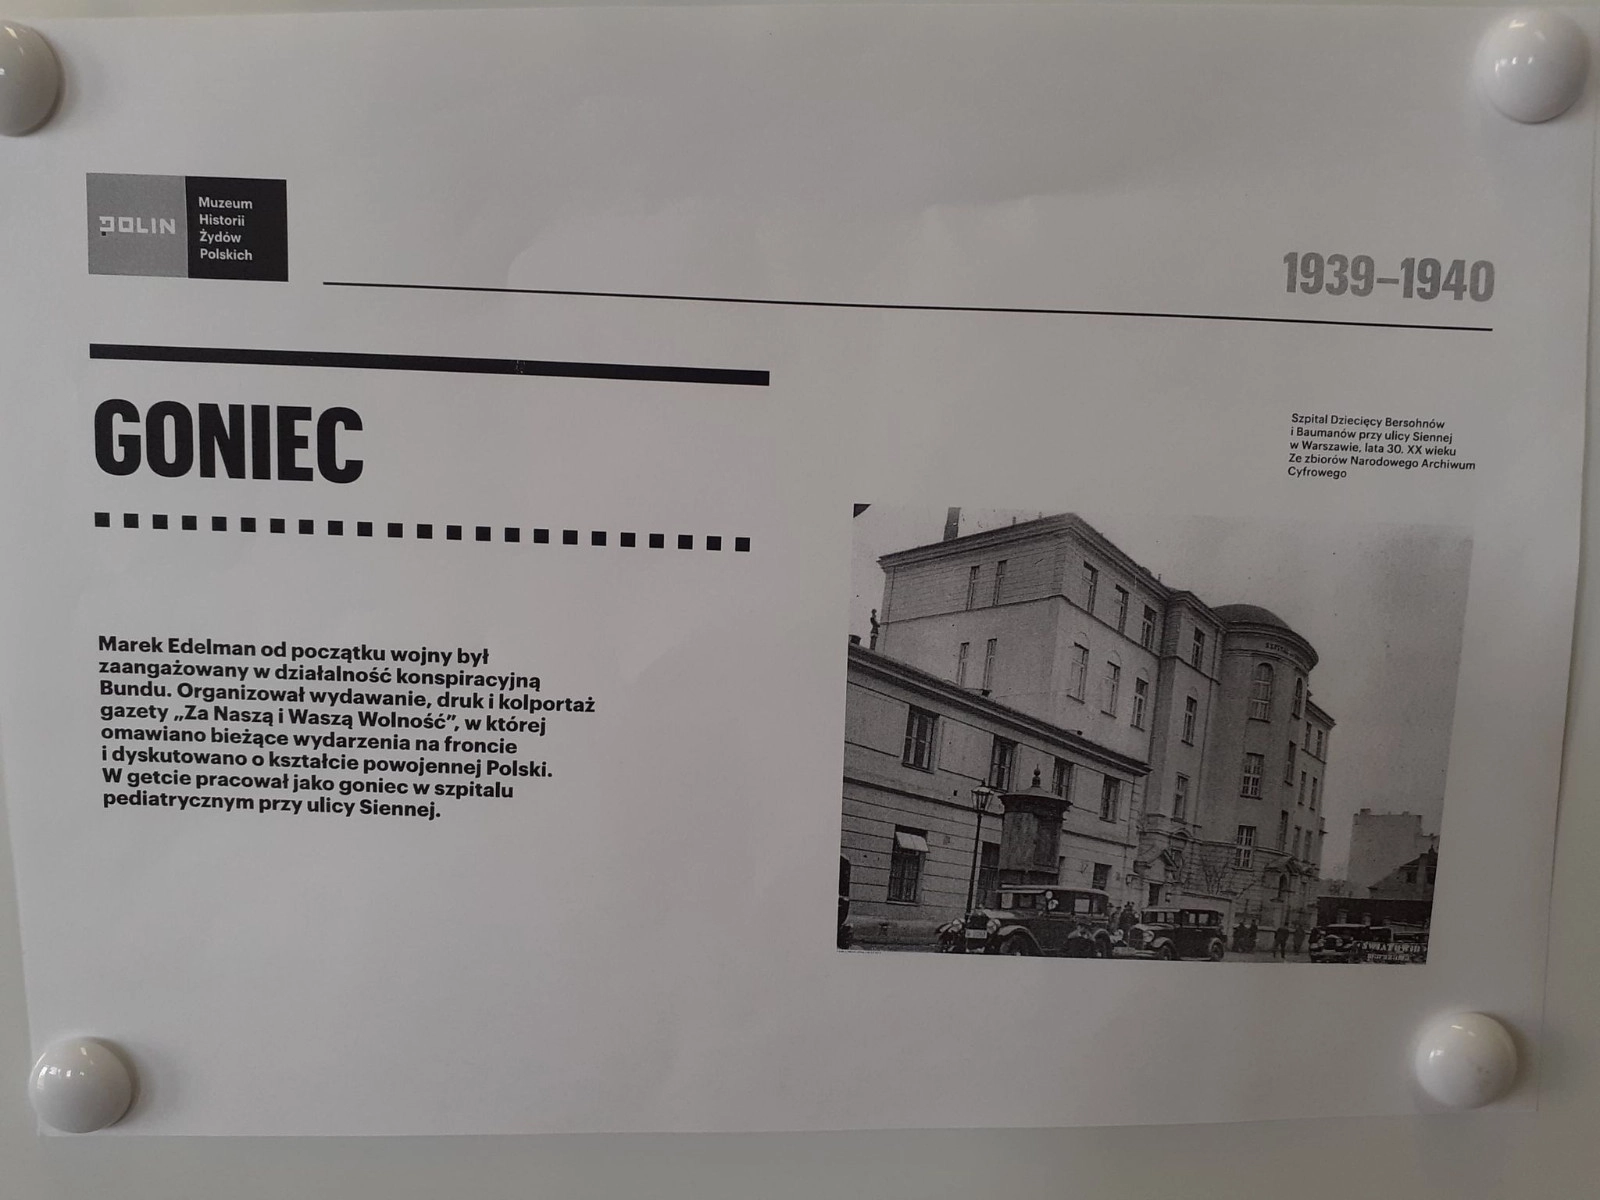 POLIN
Muzeum
Historii
Żydów
Polskich
1939–1940
GONIEC
Marek Edelman od początku wojny był
zaangażowany w działalność konspiracyjną
Bundu. Organizował wydawanie, druk i kolportaż
gazety „Za Naszą i Waszą Wolność”, w której
omawiano bieżące wydarzenia na froncie
i dyskutowano o kształcie powojennej Polski.
W getcie pracował jako goniec w szpitalu
pediatrycznym przy ulicy Siennej.
Szpital Dziecięcy Bersohnów
i Baumanów przy ulicy Siennej
w Warszawie, lata 30. XX wieku
Ze zbiorów Narodowego Archiwum
Cyfrowego
ŚWIATOWID